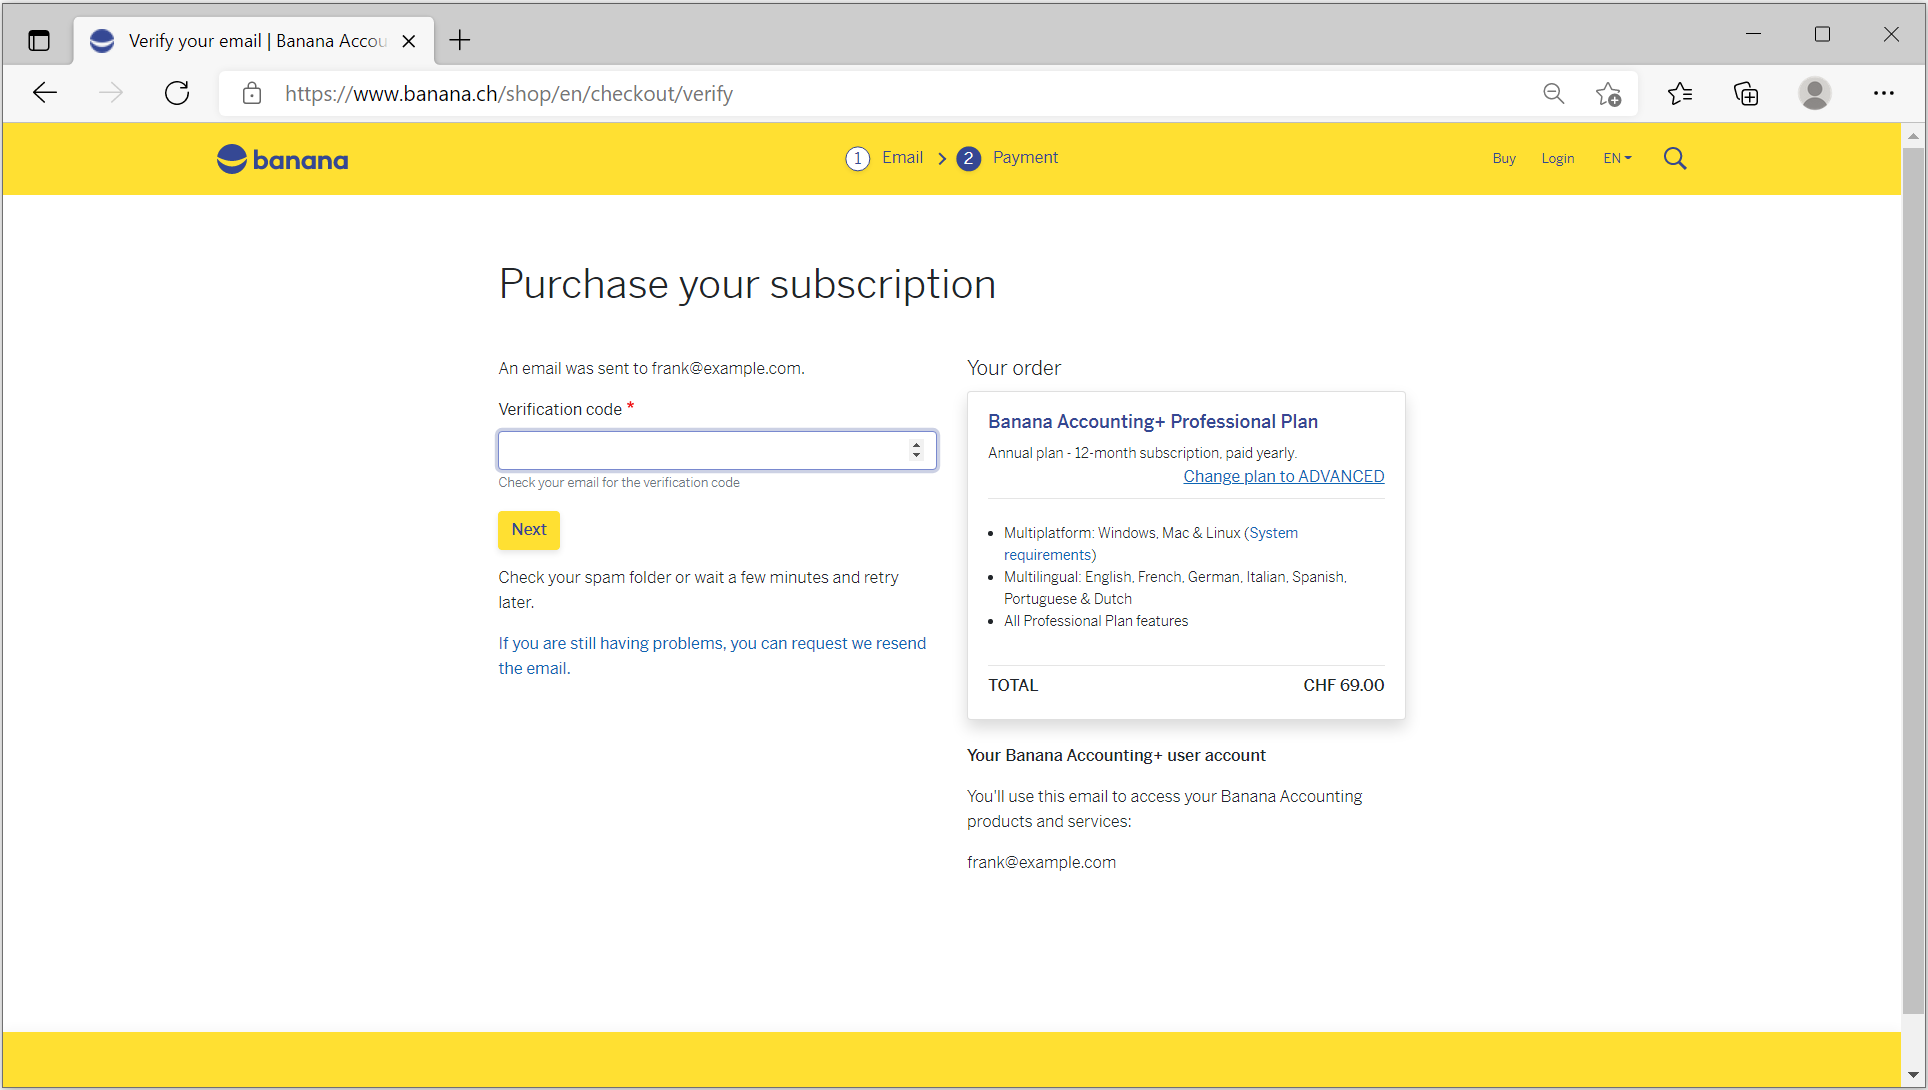 Verify your email | Banana Accou
https://www.banana.ch/shop/en/checkout/verify
banana
1 Email 2 Payment
Buy Login EN
Purchase your subscription
An email was sent to frank@example.com.
Verification code *
Check your email for the verification code
Next
Check your spam folder or wait a few minutes and retry
later.
If you are still having problems, you can request we resend
the email.
Your order
Banana Accounting+ Professional Plan
Annual plan - 12-month subscription, paid yearly.
Change plan to ADVANCED
Multiplatform: Windows, Mac & Linux (System
requirements)
Multilingual: English, French, German, Italian, Spanish,
Portuguese & Dutch
All Professional Plan features
TOTAL CHF 69.00
Your Banana Accounting+ user account
You'll use this email to access your Banana Accounting
products and services:
frank@example.com